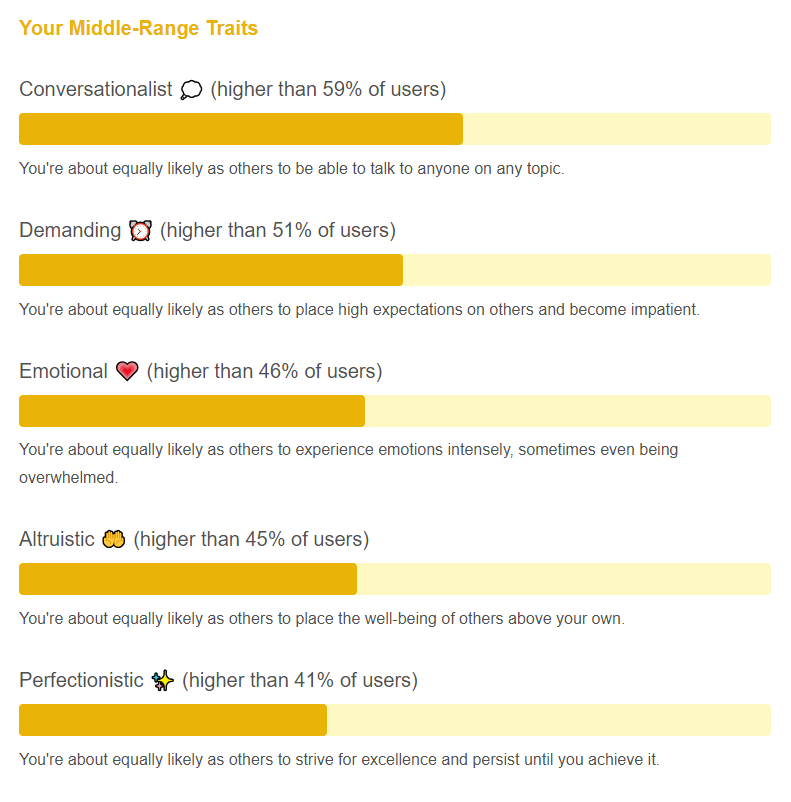 Your Middle-Range Traits
Conversationalist 💭 (higher than 59% of users)
You're about equally likely as others to be able to talk to anyone on any topic.
Demanding ⏰ (higher than 51% of users)
You're about equally likely as others to place high expectations on others and become impatient.
Emotional 💗 (higher than 46% of users)
You're about equally likely as others to experience emotions intensely, sometimes even being
overwhelmed.
Altruistic 🤲 (higher than 45% of users)
You're about equally likely as others to place the well-being of others above your own.
Perfectionistic ✨ (higher than 41% of users)
You're about equally likely as others to strive for excellence and persist until you achieve it.